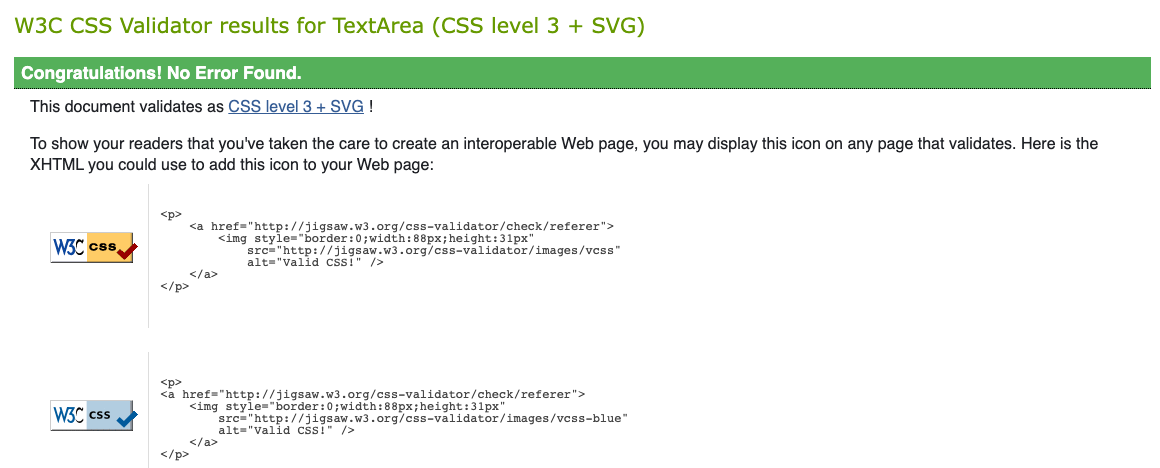 W3C CSS Validator results for TextArea (CSS level 3 + SVG)
Congratulations! No Error Found.
This document validates as CSS level 3 + SVG !
To show your readers that you've taken the care to create an interoperable Web page, you may display this icon on any page that validates. Here is the
XHTML you could use to add this icon to your Web page:
W3C css
<p>
    <a href="http://jigsaw.w3.org/css-validator/check/referer">
        <img style="border:0;width:88px;height:31px"
            src="http://jigsaw.w3.org/css-validator/images/vcss"
            alt="Valid CSS!" />
    </a>
</p>
W3C css
<p>
<a href="http://jigsaw.w3.org/css-validator/check/referer">
    <img style="border:0;width:88px;height:31px"
        src="http://jigsaw.w3.org/css-validator/images/vcss-blue"
        alt="Valid CSS!" />
    </a>
</p>